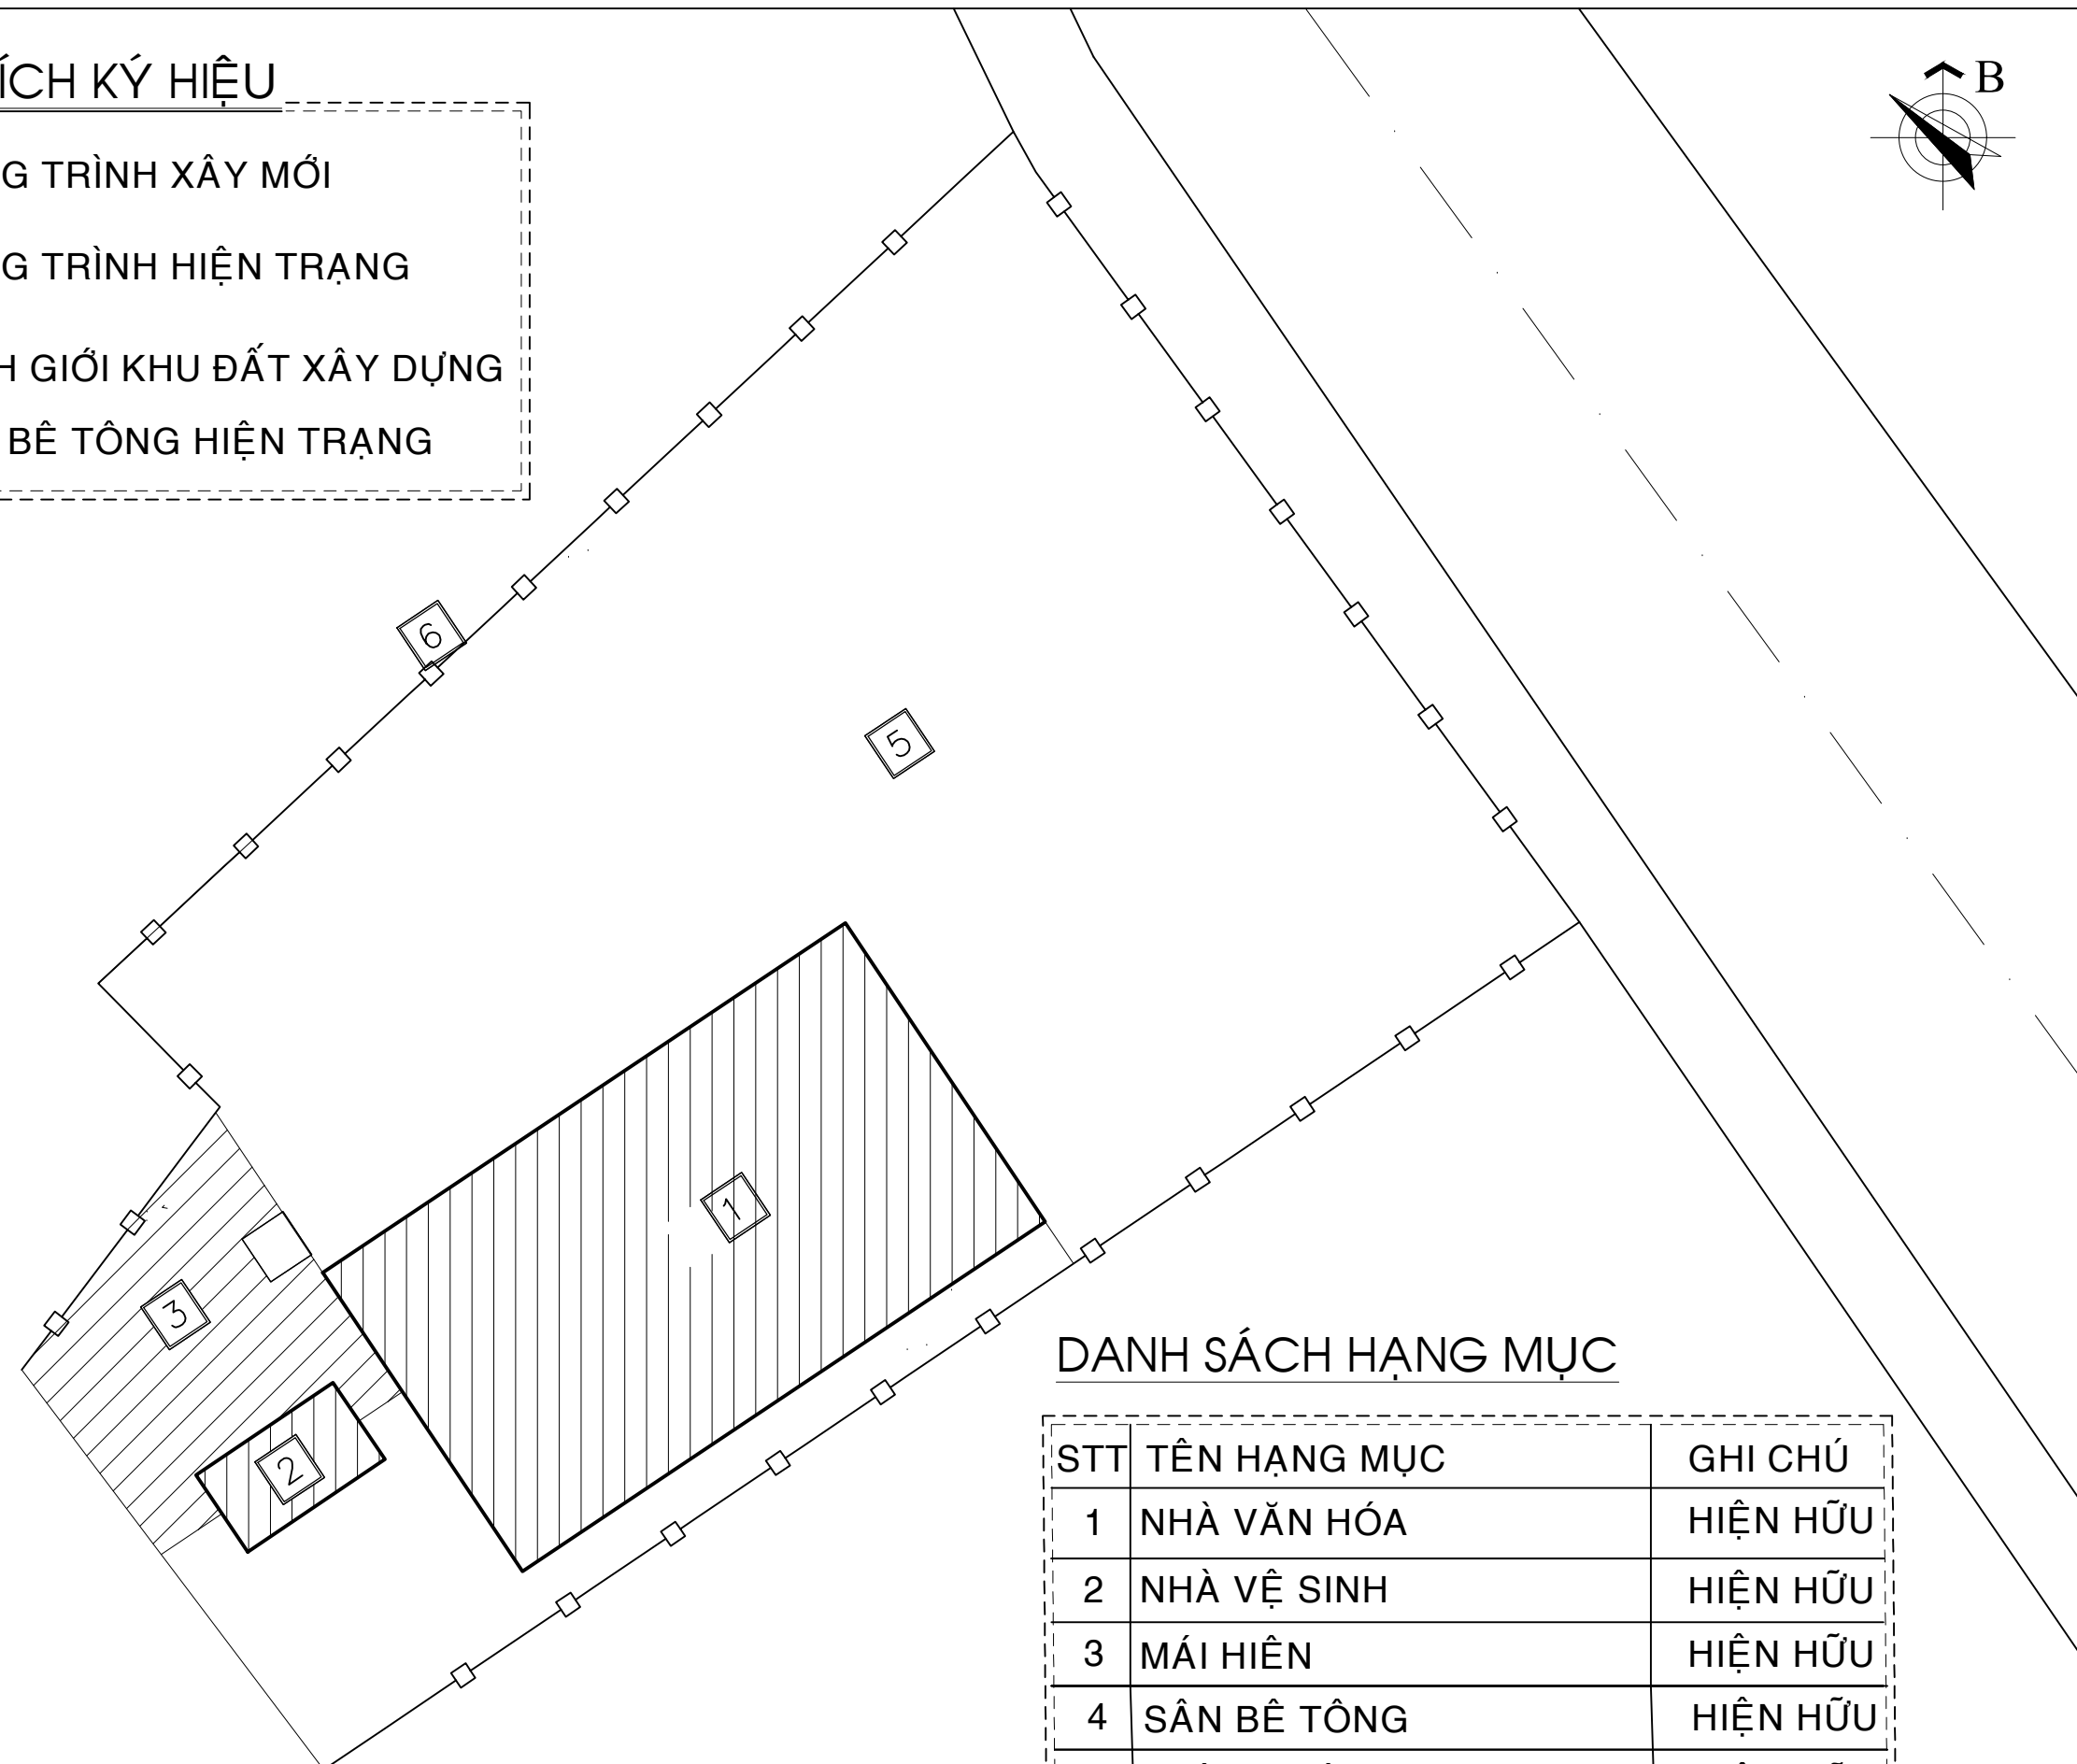 ÍCH KÝ HIỆU
G TRÌNH XÂY MỚI
G TRÌNH HIỆN TRẠNG
H GIỚI KHU ĐẤT XÂY DỰNG
BÊ TÔNG HIỆN TRẠNG
B
6
5
1
3
2
DANH SÁCH HẠNG MỤC
STT TÊN HẠNG MỤC GHI CHÚ
1 NHÀ VĂN HÓA HIỆN HỮU
2 NHÀ VỆ SINH HIỆN HỮU
3 MÁI HIÊN HIỆN HỮU
4 SÂN BÊ TÔNG HIỆN HỮU